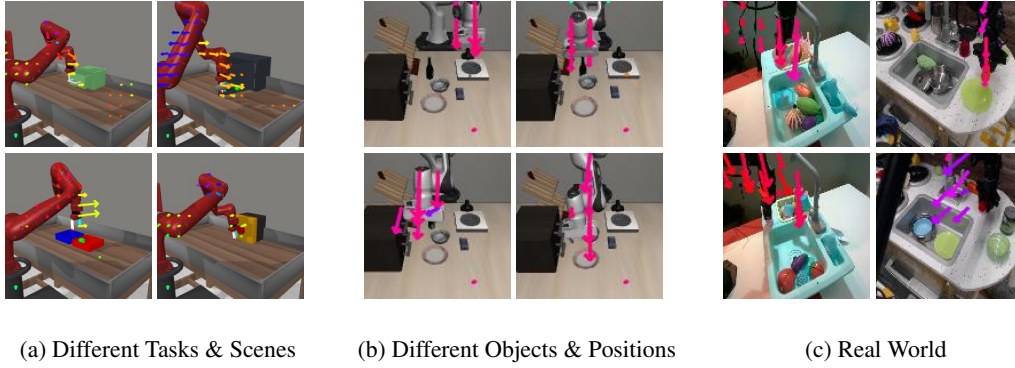 (a) Different Tasks & Scenes
(b) Different Objects & Positions
(c) Real World